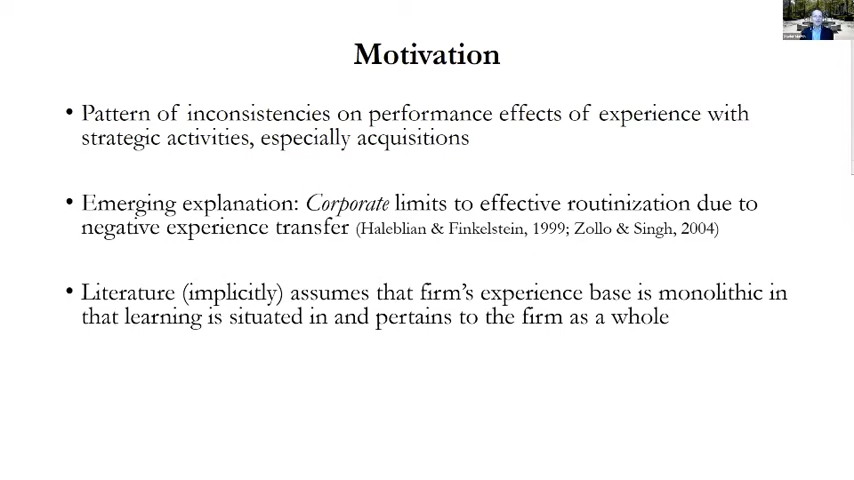 Motivation
• Pattern of inconsistencies on performance effects of experience with
strategic activities, especially acquisitions
• Emerging explanation: Corporate limits to effective routinization due to
negative experience transfer (Haleblian & Finkelstein, 1999; Zollo & Singh, 2004)
• Literature (implicitly) assumes that firm's experience base is monolithic in
that learning is situated in and pertains to the firm as a whole